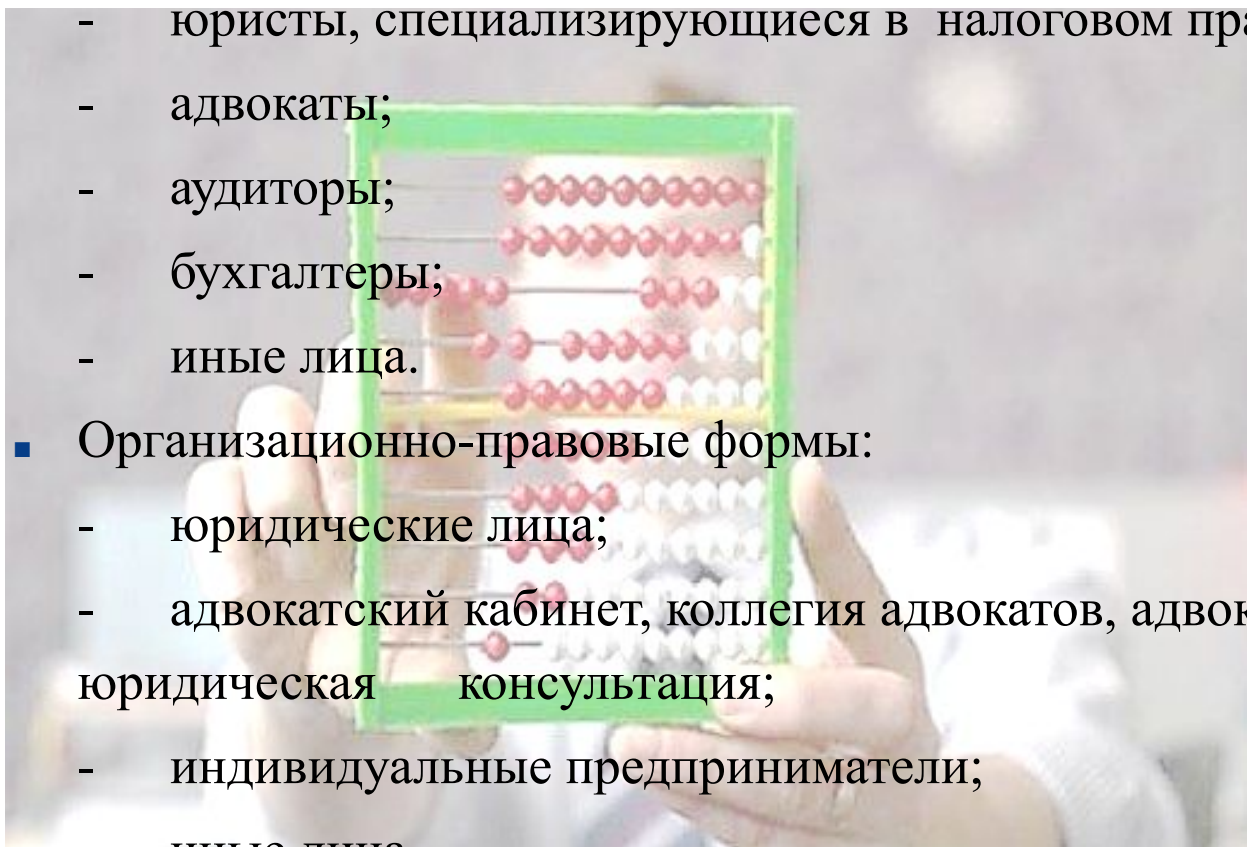 - юристы, специализирующиеся в налоговом
- адвокаты;
- аудиторы;
- бухгалтеры;
- иные лица.
▪ Организационно-правовые формы:
- юридические лица;
- адвокатский кабинет, коллегия адвокатов,
юридическая консультация;
- индивидуальные предприниматели;